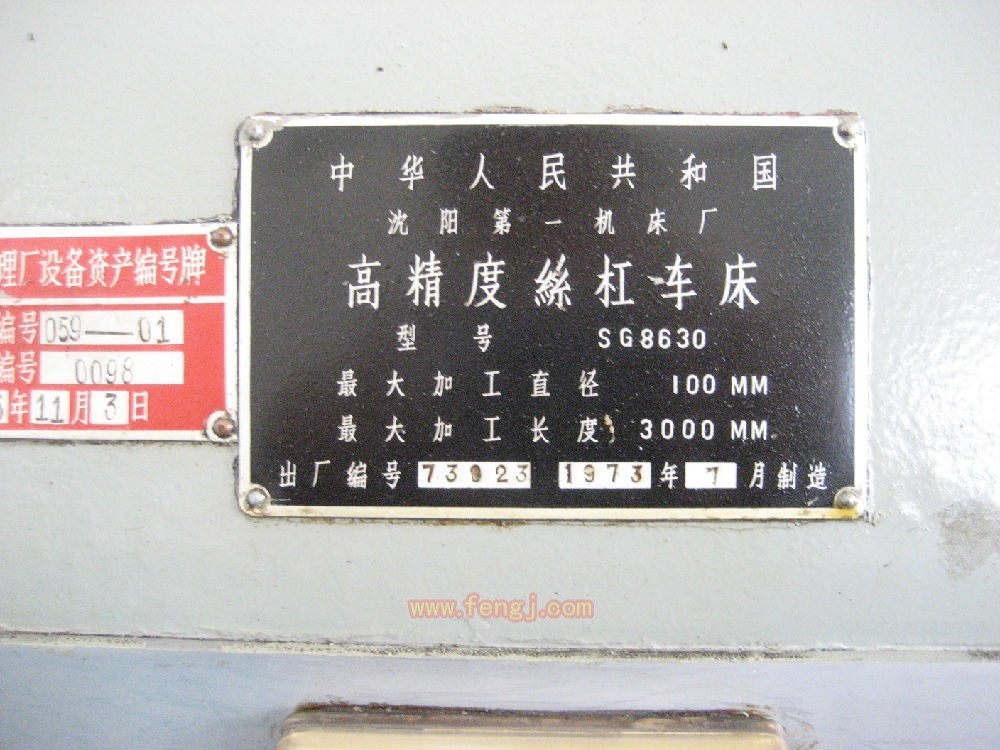 中华人民共和国
沈阳第一机床厂
高精度絲杠车床
型号 SG8630
最大加工直径 100 MM
最大加工长度 3000 MM
出厂编号 73023 1973年7月制造
理厂设备资产编号牌
编号 059—01
编号 0098
年11月3日
www.fengj.com